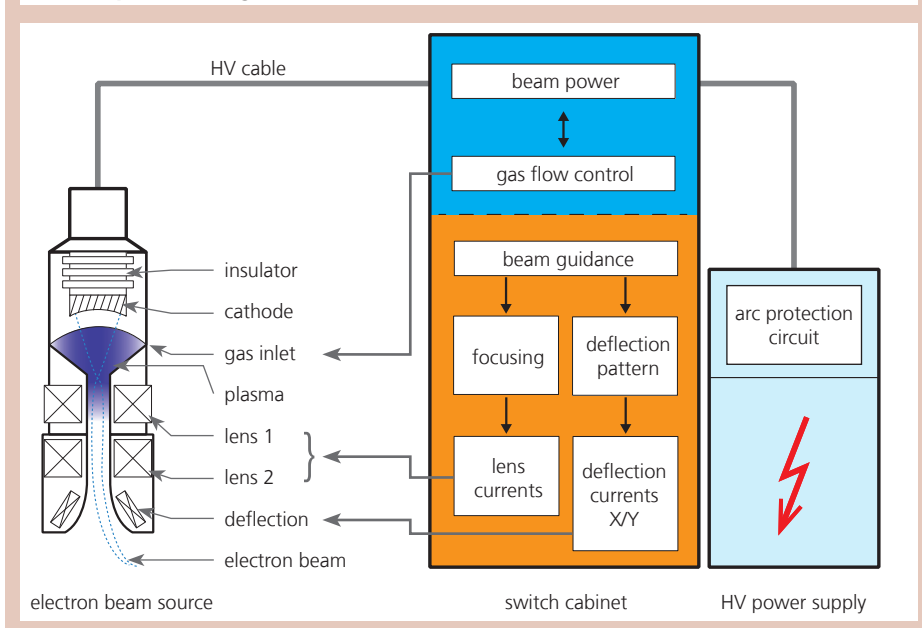 HV cable
beam power
gas flow control
insulator
cathode
gas inlet
plasma
lens 1
lens 2
deflection
electron beam
beam guidance
focusing
deflection
pattern
lens
currents
deflection
currents
X/Y
arc protection
circuit
electron beam source
switch cabinet
HV power supply